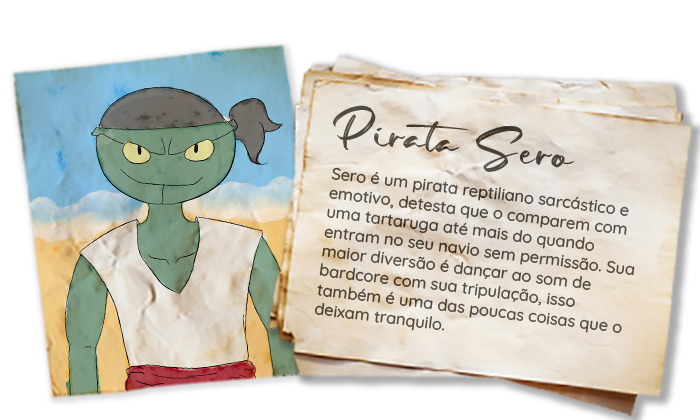 Pirata Sero
Sero é um pirata reptiliano sarcástico e
emotivo, detesta que o comparem com
uma tartaruga até mais do quando
entram no seu navio sem permissão. Sua
maior diversão é dançar ao som de
bardcore com sua tripulação, isso
também é uma das poucas coisas que o
deixam tranquilo.